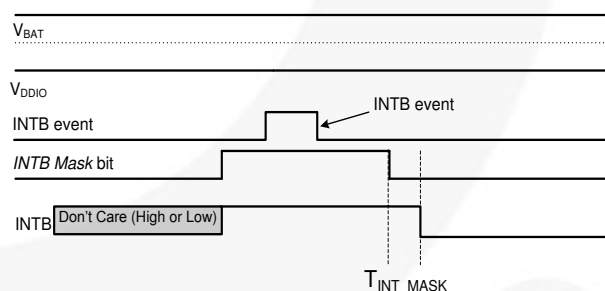 VBAT
VDDIO
INTB event
INTB event
INTB Mask bit
INTB
Don't Care (High or Low)
TINT_MASK